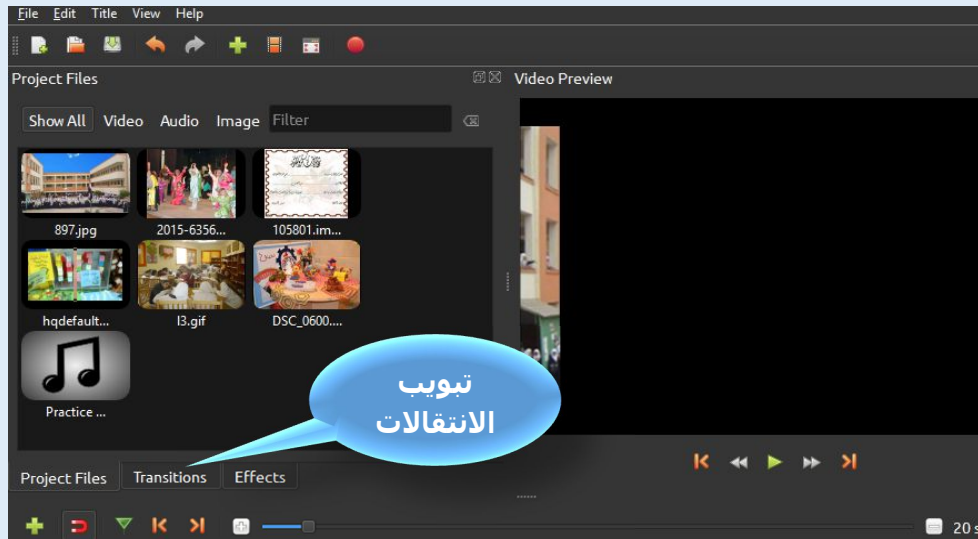 File Edit Title View Help
Project Files
Video Preview
Show All Video Audio Image Filter
897.jpg 2015-6356... 105801.im...
hqdefault... I3.gif DSC_0600....
Practice ...
تبويب
الانتقالات
Project Files Transitions Effects
20 s